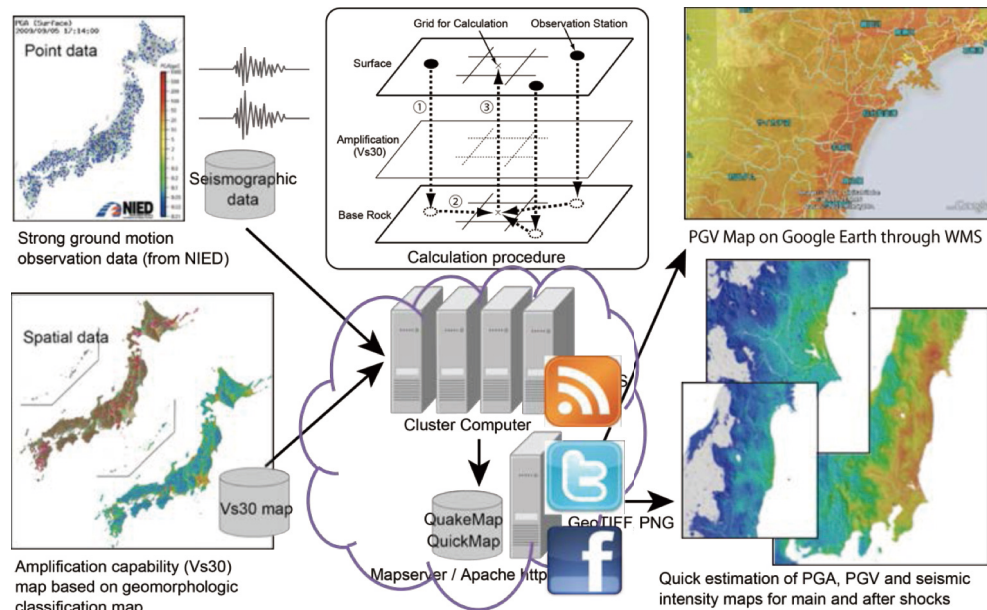 PGA (Surface)
2009/09/05 17:14:00
Point data
NIED
Seismographic
data
Strong ground motion
observation data (from NIED)
Grid for Calculation
Observation Station
Surface
①
③
Amplification
(Vs30)
②
Base Rock
Calculation procedure
PGV Map on Google Earth through WMS
Spatial data
Vs30 map
Amplification capability (Vs30)
map based on geomorphologic
classification map
Cluster Computer
QuakeMap
QuickMap
Mapserver / Apache http
GeoTIFF PNG
Quick estimation of PGA, PGV and seismic
intensity maps for main and after shocks